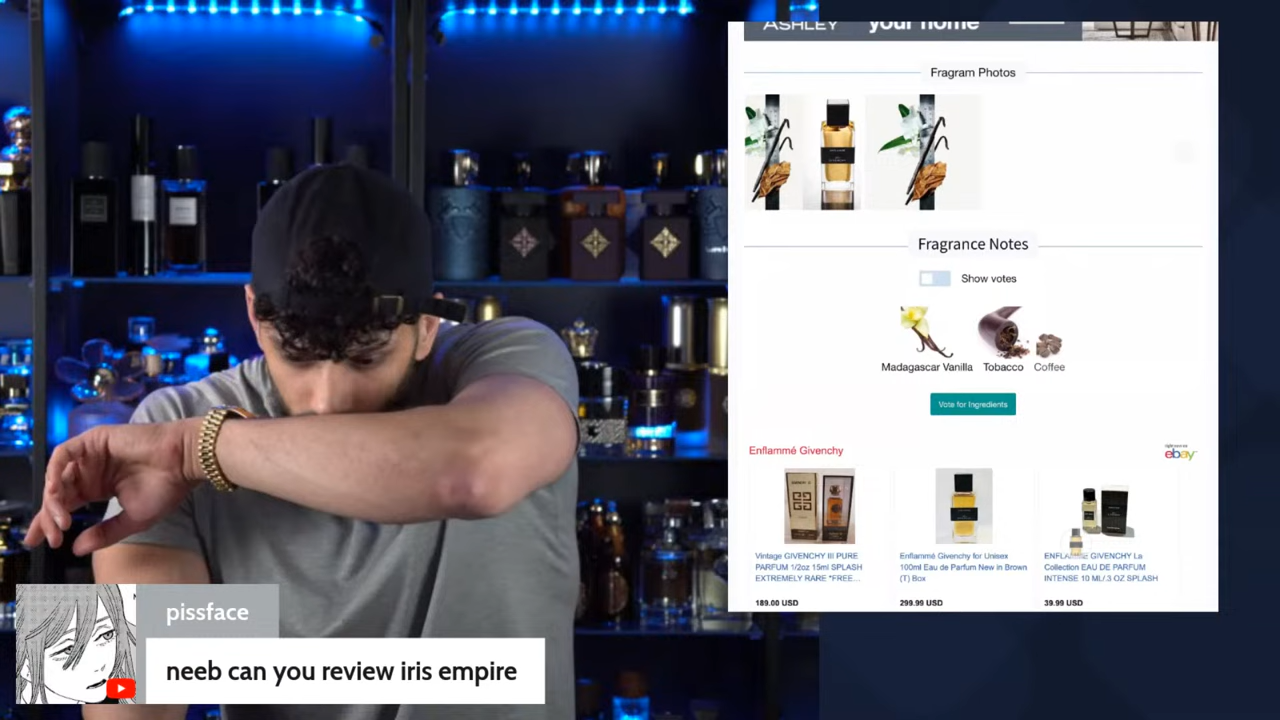 ASHLEY your home
Fragram Photos
Fragrance Notes
Show votes
Madagascar Vanilla Tobacco Coffee
Vote for Ingredients
Enflammé Givenchy
ebay
Vintage GIVENCHY III PURE
PARFUM 1/2oz 15ml SPLASH
EXTREMELY RARE *FREE...
189.00 USD
Enflammé Givenchy for Unisex
100ml Eau de Parfum New in Brown
(T) Box
299.99 USD
GIVENCHY La
Collection EAU DE PARFUM
INTENSE 10 ML/.3 OZ SPLASH
39.99 USD
pissface
neeb can you review iris empire